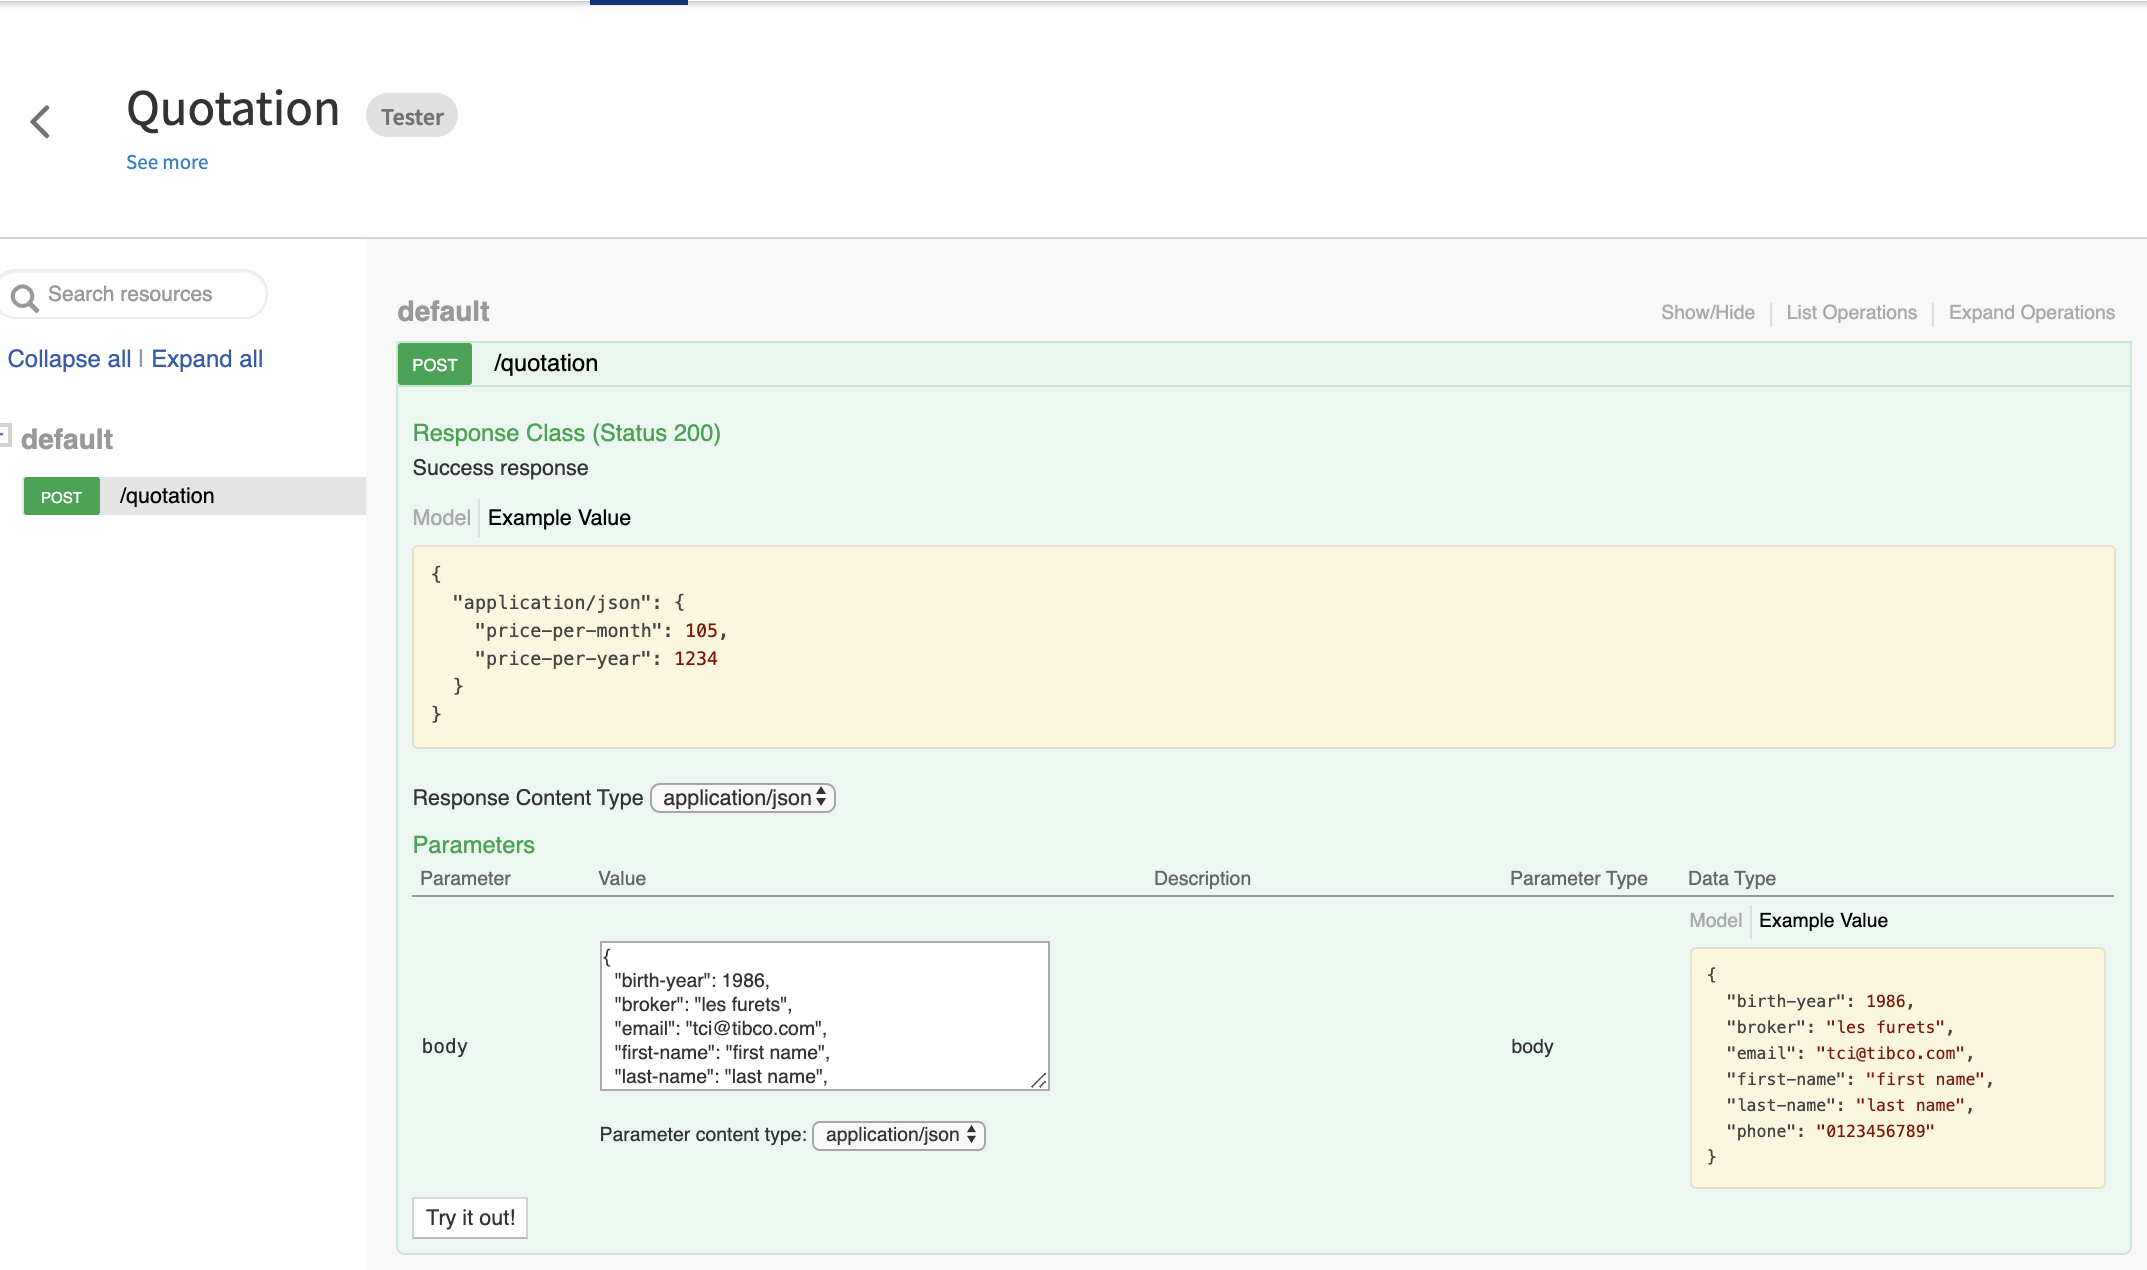 Quotation Tester
See more
Search resources
Collapse all | Expand all
default
POST /quotation
default
Show/Hide | List Operations | Expand Operations
POST /quotation
Response Class (Status 200)
Success response
Model Example Value
{
  "application/json": {
    "price-per-month": 105,
    "price-per-year": 1234
  }
}
Response Content Type application/json
Parameters
Parameter Value Description Parameter Type Data Type
body
{
  "birth-year": 1986,
  "broker": "les furets",
  "email": "tci@tibco.com",
  "first-name": "first name",
  "last-name": "last name",
Parameter content type: application/json
body
Model Example Value
{
  "birth-year": 1986,
  "broker": "les furets",
  "email": "tci@tibco.com",
  "first-name": "first name",
  "last-name": "last name",
  "phone": "0123456789"
}
Try it out!